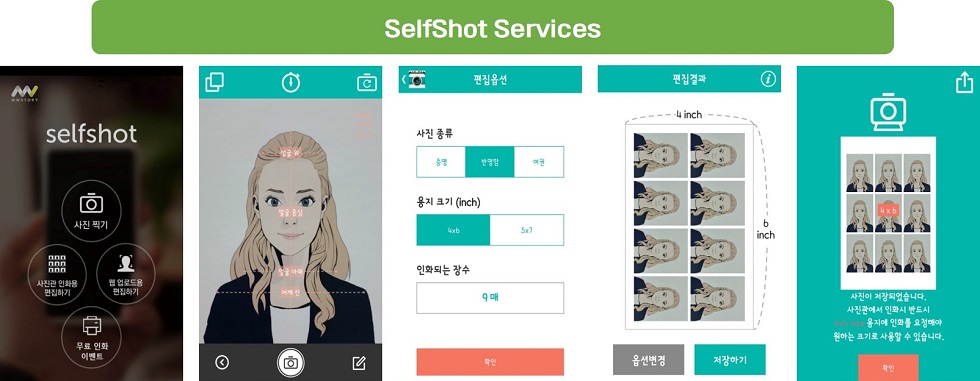 SelfShot Services
MWSTORY
selfshot
사진 찍기
사진관 인화용
편집하기
웹 업로드용
편집하기
무료 인화
이벤트
얼굴 위
얼굴 중심
얼굴 아래
어깨 선
편집옵션
사진 종류
증명
반명함
여권
용지 크기 (inch)
4x6
5x7
인화되는 장수
9 매
확인
편집결과
4 inch
6
inch
옵션변경
저장하기
4 x 6
사진이 저장되었습니다.
사진관에서 인화시 반드시
용지에 인화를 요청해야
원하는 크기로 사용할 수 있습니다.
확인